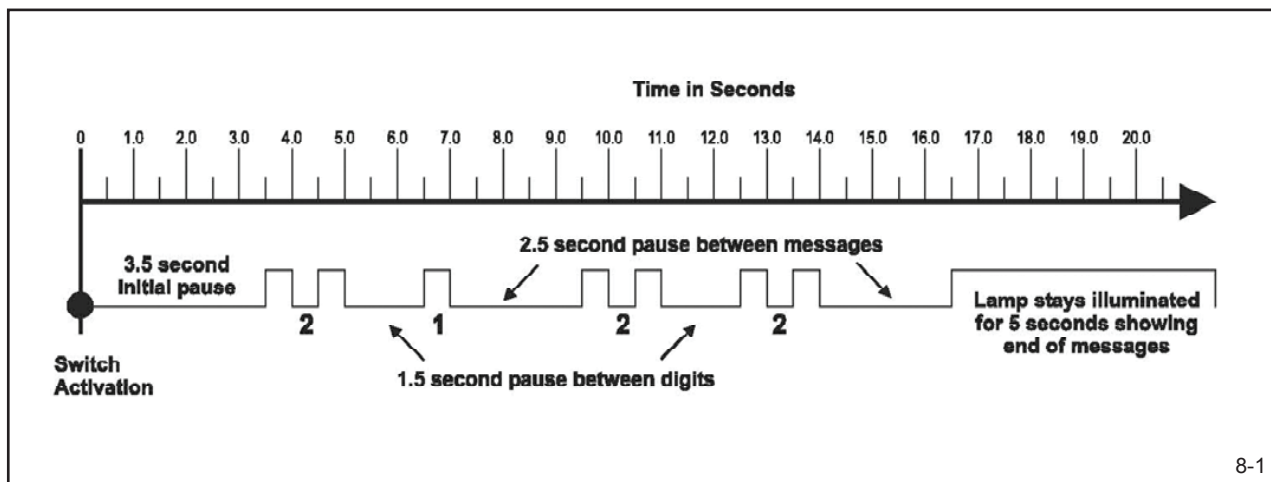 Time in Seconds
0 1.0 2.0 3.0 4.0 5.0 6.0 7.0 8.0 9.0 10.0 11.0 12.0 13.0 14.0 15.0 16.0 17.0 18.0 19.0 20.0
3.5 second
Initial pause
2.5 second pause between messages
2 1 2 2
Lamp stays illuminated
for 5 seconds showing
end of messages
1.5 second pause between digits
Switch
Activation
8-1